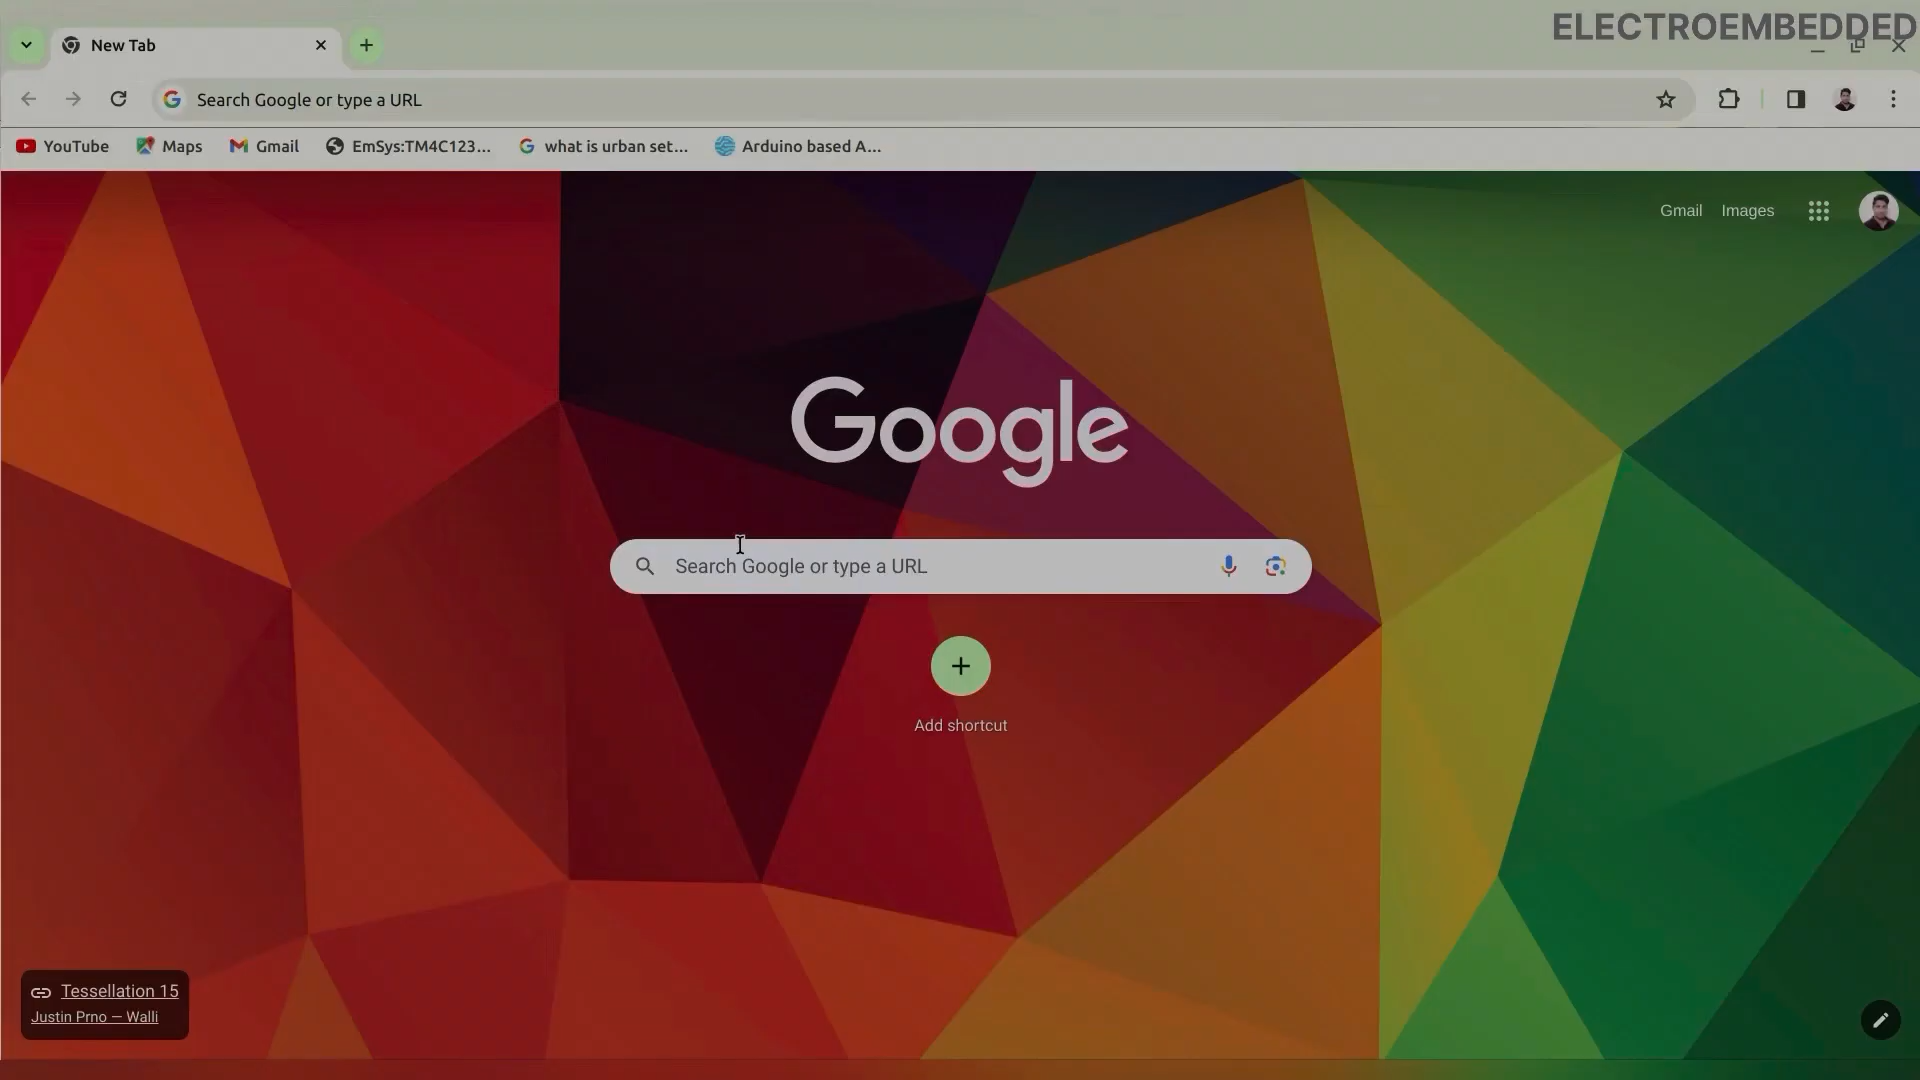 ELECTROEMBEDDED
New Tab
Search Google or type a URL
YouTube Maps Gmail EmSys:TM4C123... what is urban set... Arduino based A...
Gmail Images
Google
Search Google or type a URL
Add shortcut
Tessellation 15
Justin Prno — Walli